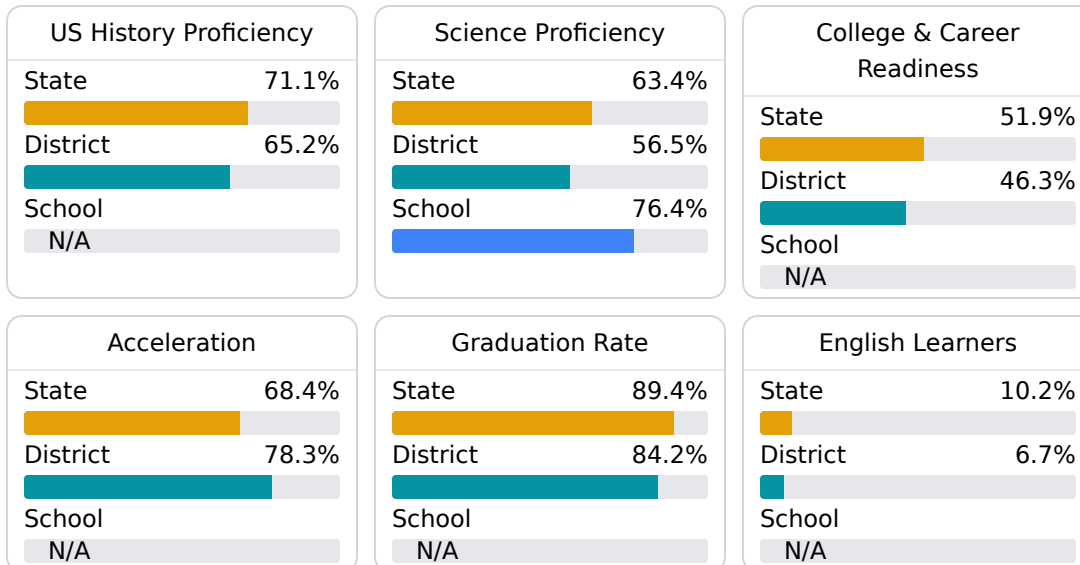 US History Proficiency
State 71.1%
District 65.2%
School
N/A
Science Proficiency
State 63.4%
District 56.5%
School 76.4%
College & Career
Readiness
State 51.9%
District 46.3%
School
N/A
Acceleration
State 68.4%
District 78.3%
School
N/A
Graduation Rate
State 89.4%
District 84.2%
School
N/A
English Learners
State 10.2%
District 6.7%
School
N/A